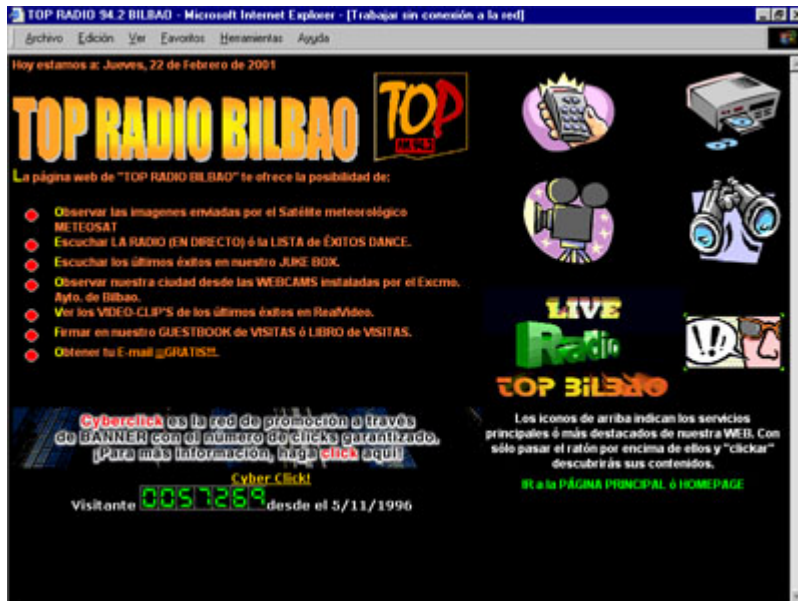 TOP RADIO 94.2 BILBAO - Microsoft Internet Explorer - [Trabajar sin conexión a la red]
Archivo Edición Ver Favoritos Herramientas Ayuda
Hoy estamos a: Jueves, 22 de Febrero de 2001
TOP RADIO BILBAO
TOP
FM 94.2
La página web de "TOP RADIO BILBAO" te ofrece la posibilidad de:
Observar las imagenes enviadas por el Satélite meteorológico
METEOSAT
Escuchar LA RADIO (EN DIRECTO) ó la LISTA de ÉXITOS DANCE.
Escuchar los últimos éxitos en nuestro JUKE BOX.
Observar nuestra ciudad desde las WEBCAMS instaladas por el Excmo.
Ayto. de Bilbao.
Ver los VIDEO-CLIP'S de los últimos éxitos en RealVideo.
Firmar en nuestro GUESTBOOK de VISITAS ó LIBRO de VISITAS.
Obtener tu E-mail ¡¡¡GRATIS!!!.
Cyberclick es la red de promoción a través
de BANNER con el número de clicks garantizado.
¡Para más información, haga click aquí!
Cyber Click!
Visitante 0057269 desde el 5/11/1996
LIVE
Radio
TOP BILBAO
!?
Los iconos de arriba indican los servicios
principales ó más destacados de nuestra WEB. Con
sólo pasar el ratón por encima de ellos y "clickar"
descubrirás sus contenidos.
IR a la PÁGINA PRINCIPAL ó HOMEPAGE